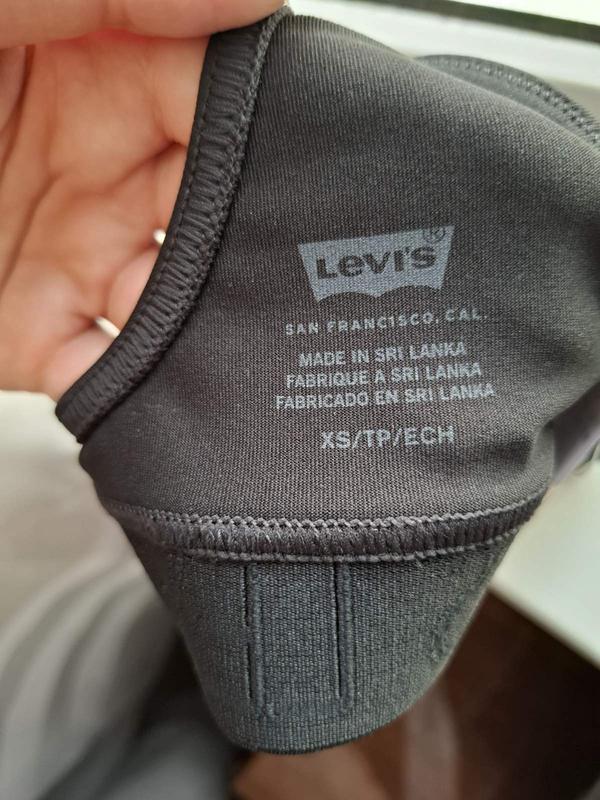 Levi's ®
SAN FRANCISCO, CAL.
MADE IN SRI LANKA
FABRIQUE A SRI LANKA
FABRICADO EN SRI LANKA
XS/TP/ECH